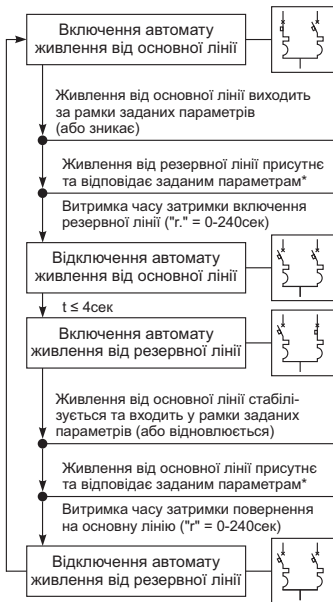 Включення автомату
живлення від основної лінії
Живлення від основної лінії виходить
за рамки заданих параметрів
(або зникає)
Живлення від резервної лінії присутнє
та відповідає заданим параметрам*
Витримка часу затримки включення
резервної лінії ("г." = 0-240сек)
Відключення автомату
живлення від основної лінії
t ≤ 4сек
Включення автомату
живлення від резервної лінії
Живлення від основної лінії стабілі-
зується та входить у рамки заданих
параметрів (або відновлюється)
Живлення від основної лінії присутнє
та відповідає заданим параметрам*
Витримка часу затримки повернення
на основну лінію ("г" = 0-240сек)
Відключення автомату
живлення від резервної лінії